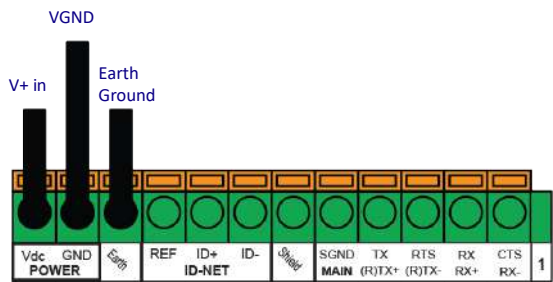 VGND
V+ in
Earth
Ground
Vdc GND Earth REF ID+ ID- Shield SGND TX RTS RX CTS
POWER ID-NET MAIN (R)TX+ (R)TX- RX+ RX-
1